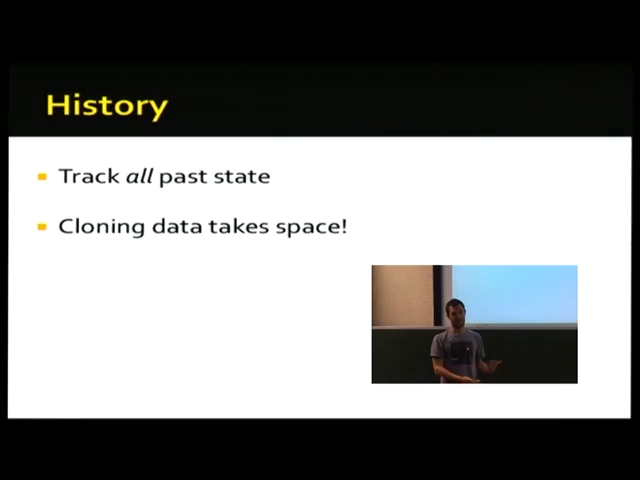 History
Track all past state
Cloning data takes space!